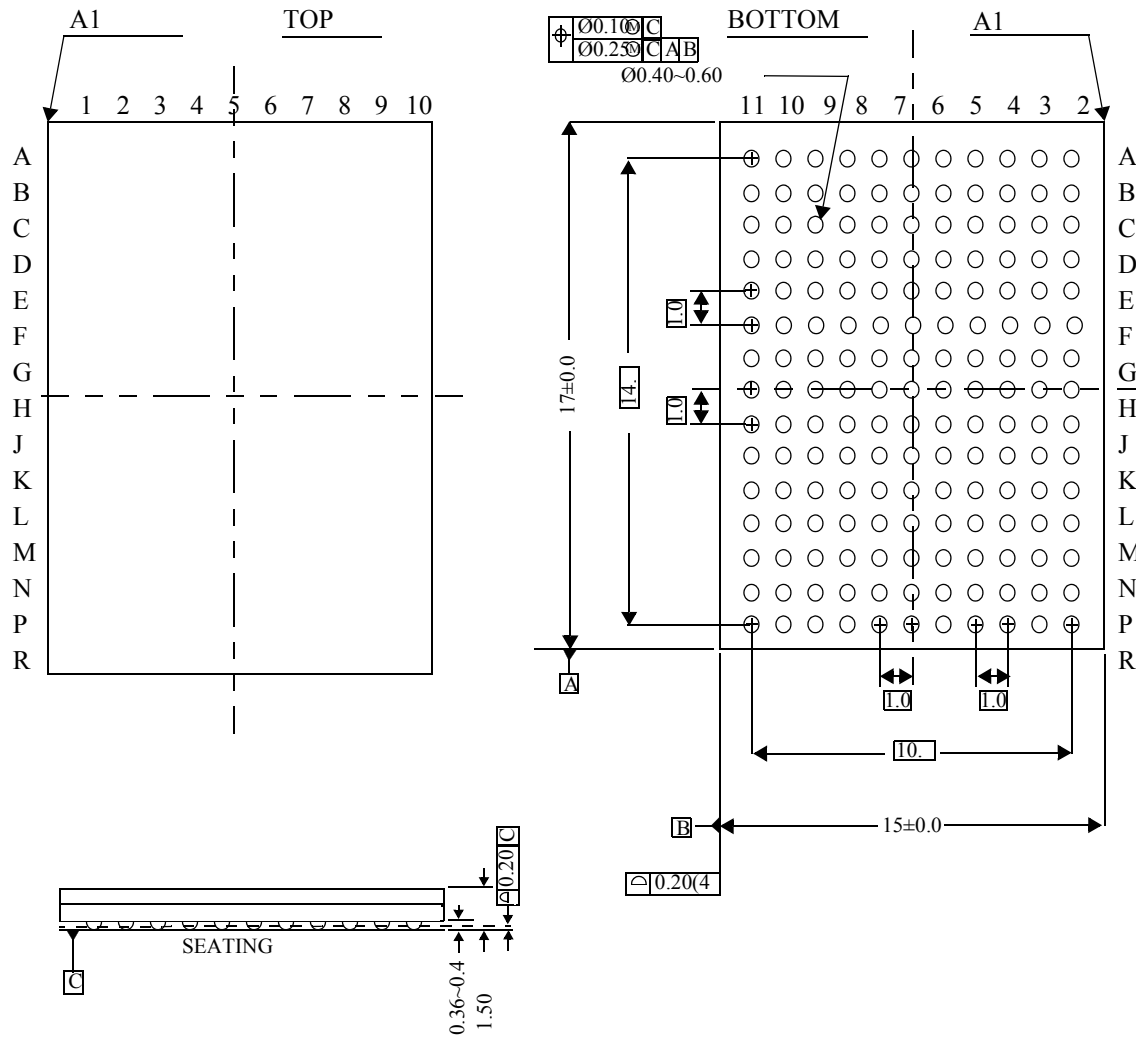 A1 TOP
1 2 3 4 5 6 7 8 9 10
A
B
C
D
E
F
G
H
J
K
L
M
N
P
R
Ø0.10Ⓜ C
Ø0.25Ⓜ C A B
Ø0.40~0.60
BOTTOM A1
11 10 9 8 7 6 5 4 3 2
A
B
C
D
E
F
G
H
J
K
L
M
N
P
R
1.0
1.0
14.
17±0.0
A
1.0 1.0
10.
B 15±0.0
0.20(4
0.20 C
SEATING
C
0.36~0.4
1.50